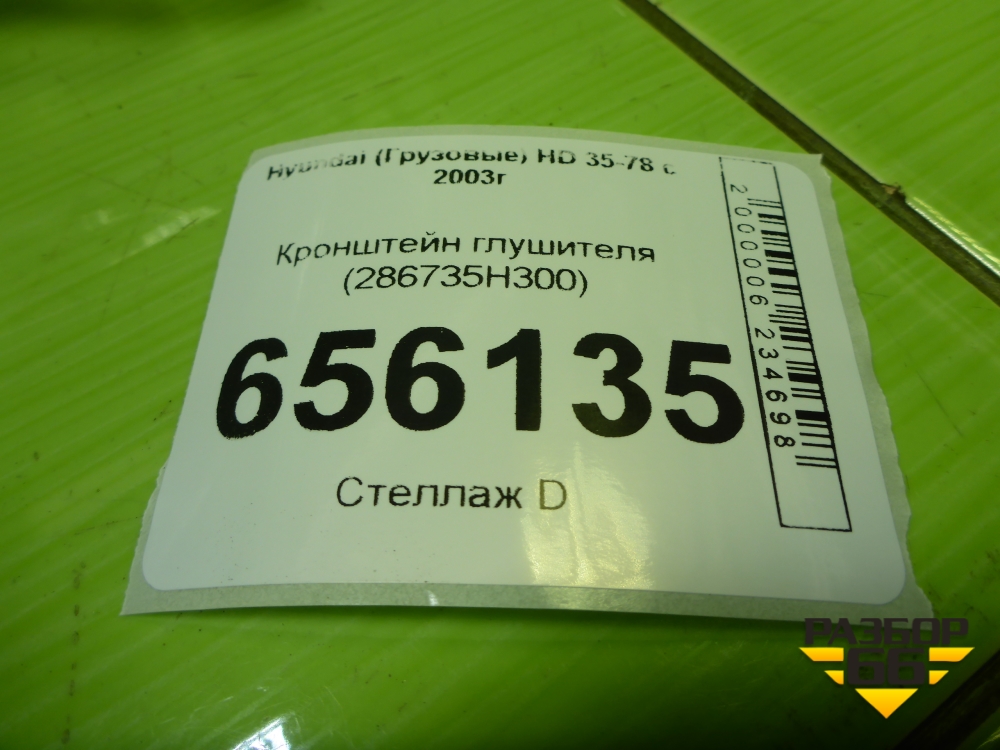 Hyundai (Грузовые) HD 35-78 с
2003г
Кронштейн глушителя
(286735H300)
656135
Стеллаж D
2000006234698
РАЗБОР
66